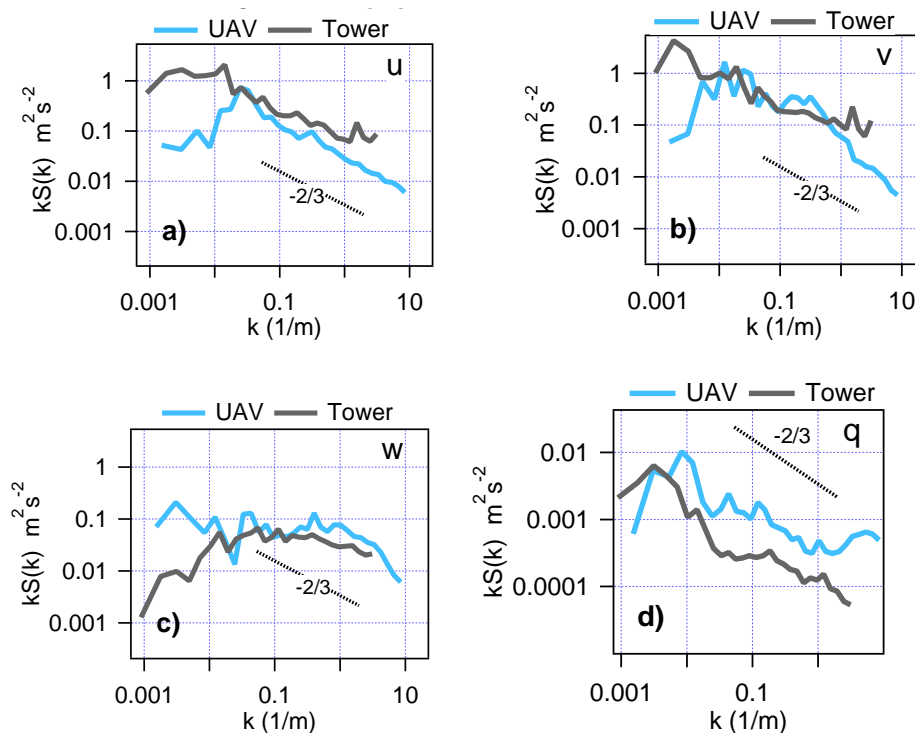 UAV Tower
u
1
0.1
0.01
0.001
kS(k) m²s⁻²
-2/3
a)
0.001 0.1 10
k (1/m)
UAV Tower
v
1
0.1
0.01
0.001
kS(k) m²s⁻²
-2/3
b)
0.001 0.1 10
k (1/m)
UAV Tower
w
1
0.1
0.01
0.001
kS(k) m²s⁻²
-2/3
c)
0.001 0.1 10
k (1/m)
UAV Tower
q
0.01
0.001
0.0001
kS(k) m²s⁻²
-2/3
d)
0.001 0.1 10
k (1/m)